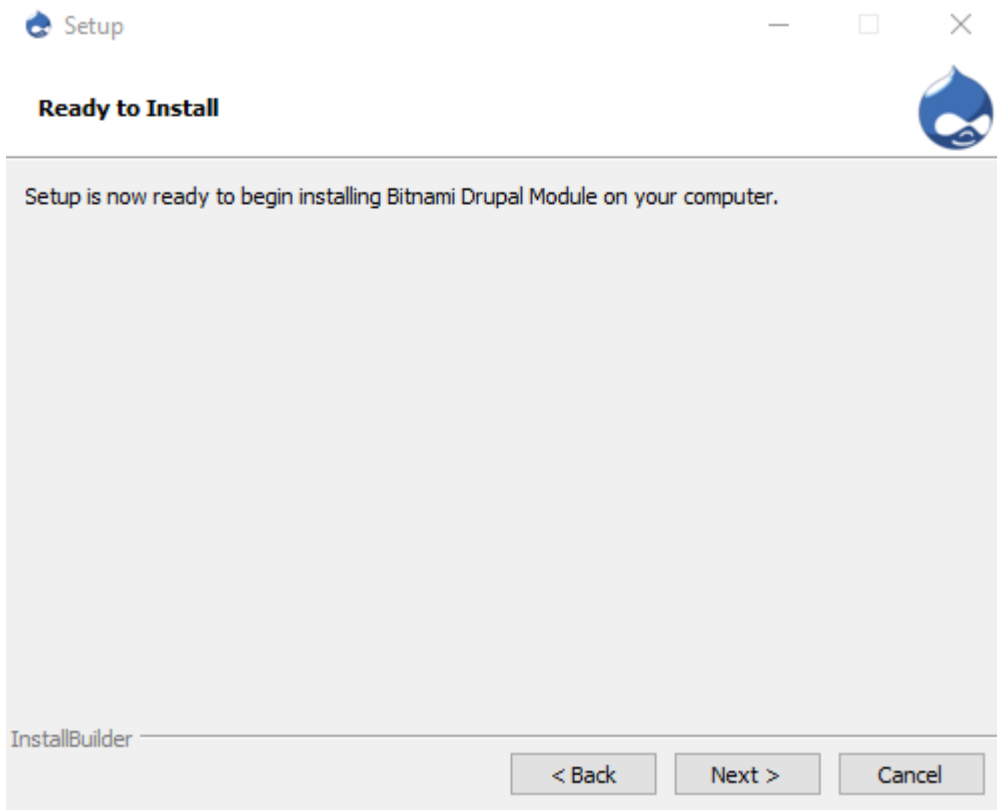 Setup
Ready to Install
Setup is now ready to begin installing Bitnami Drupal Module on your computer.
InstallBuilder
< Back
Next >
Cancel